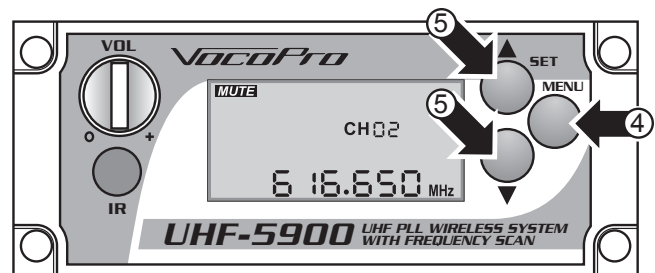 5
VOL
VocoPro
SET
MUTE
MENU
CH02
5
4
O +
616.650 MHz
IR
UHF-5900 UHF PLL WIRELESS SYSTEM
WITH FREQUENCY SCAN